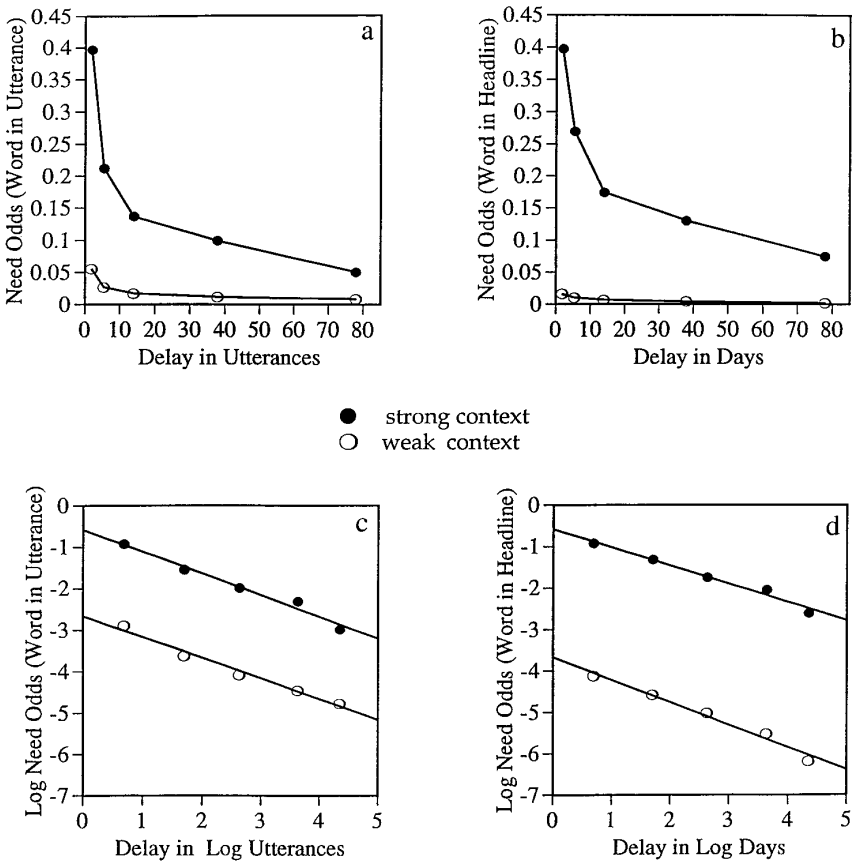 a
Need Odds (Word in Utterance)
0.45
0.4
0.35
0.3
0.25
0.2
0.15
0.1
0.05
0
0 10 20 30 40 50 60 70 80
Delay in Utterances
b
Need Odds (Word in Headline)
0.45
0.4
0.35
0.3
0.25
0.2
0.15
0.1
0.05
0
0 10 20 30 40 50 60 70 80
Delay in Days
strong context
weak context
c
Log Need Odds (Word in Utterance)
0
-1
-2
-3
-4
-5
-6
-7
0 1 2 3 4 5
Delay in Log Utterances
d
Log Need Odds (Word in Headline)
0
-1
-2
-3
-4
-5
-6
-7
0 1 2 3 4 5
Delay in Log Days